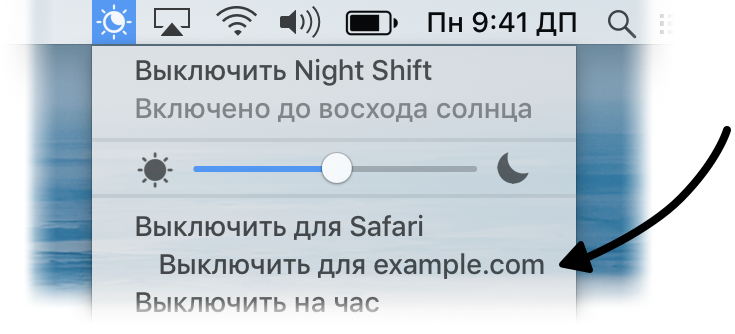 Пн 9:41 ДП
Выключить Night Shift
Включено до восхода солнца
Выключить для Safari
Выключить для example.com
Выключить на час